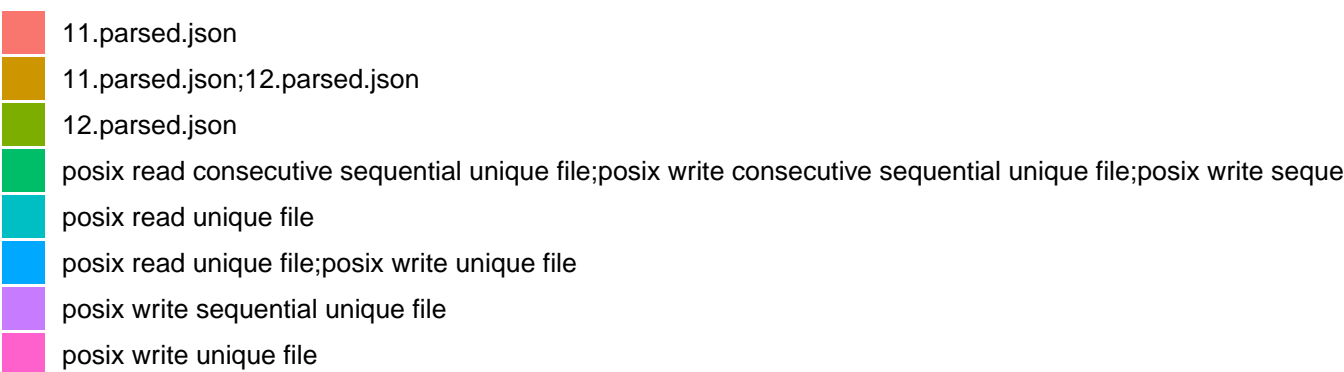 11.parsed.json
11.parsed.json;12.parsed.json
12.parsed.json
posix read consecutive sequential unique file;posix write consecutive sequential unique file;posix write seque
posix read unique file
posix read unique file;posix write unique file
posix write sequential unique file
posix write unique file